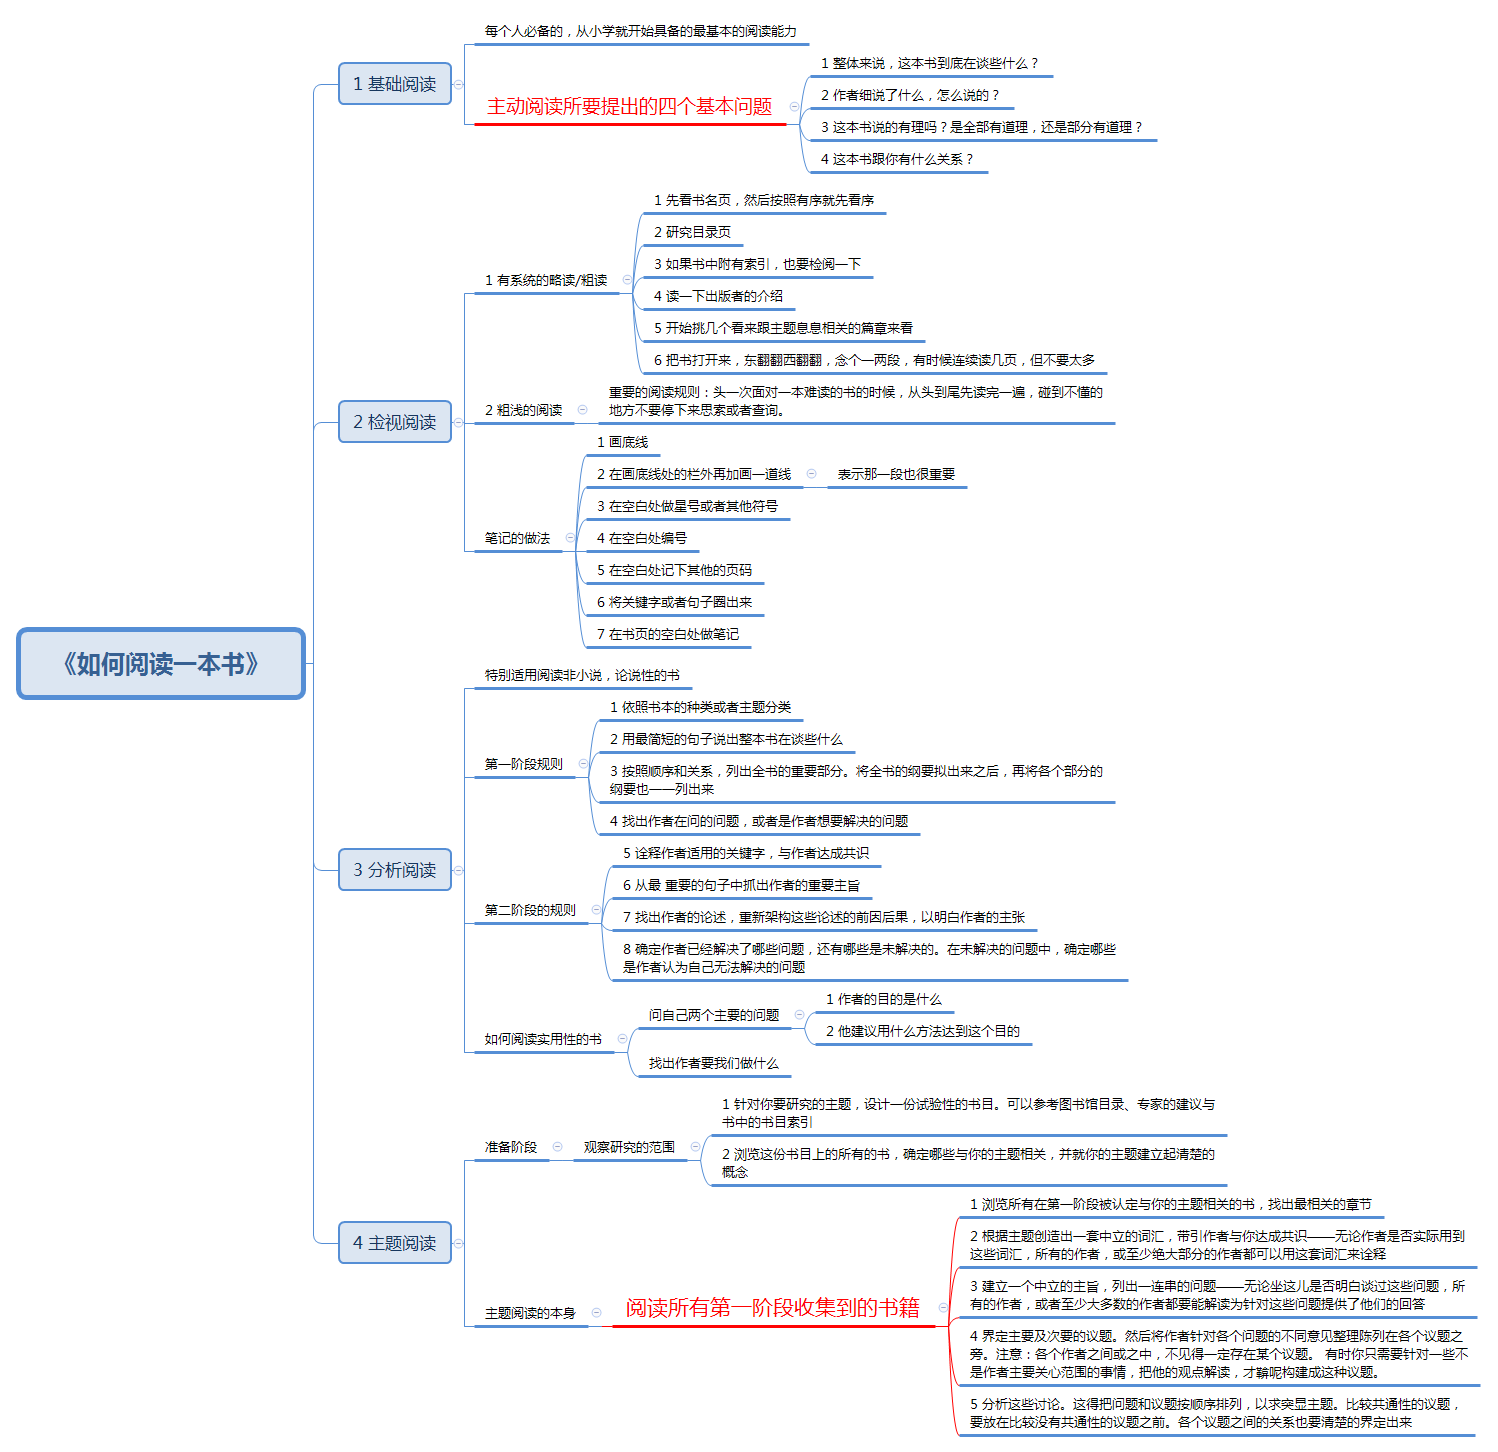 《如何阅读一本书》
1 基础阅读
每个人必备的，从小学就开始具备的最基本的阅读能力
主动阅读所要提出的四个基本问题
1 整体来说，这本书到底在谈些什么？
2 作者细说了什么，怎么说的？
3 这本书说的有理吗？是全部有道理，还是部分有道理？
4 这本书跟你有什么关系？
2 检视阅读
1 有系统的略读/粗读
1 先看书名页，然后按照有序就先看序
2 研究目录页
3 如果书中附有索引，也要检阅一下
4 读一下出版者的介绍
5 开始挑几个看来跟主题息息相关的篇章来看
6 把书打开来，东翻翻西翻翻，念个一两段，有时候连续读几页，但不要太多
2 粗浅的阅读
重要的阅读规则：头一次面对一本难读的书的时候，从头到尾先读完一遍，碰到不懂的
地方不要停下来思索或者查询。
笔记的做法
1 画底线
2 在画底线处的栏外再加画一道线
表示那一段也很重要
3 在空白处做星号或者其他符号
4 在空白处编号
5 在空白处记下其他的页码
6 将关键字或者句子圈出来
7 在书页的空白处做笔记
3 分析阅读
特别适用阅读非小说，论说性的书
第一阶段规则
1 依照书本的种类或者主题分类
2 用最简短的句子说出整本书在谈些什么
3 按照顺序和关系，列出全书的重要部分。将全书的纲要拟出来之后，再将各个部分的
纲要也一一列出来
4 找出作者在问的问题，或者是作者想要解决的问题
第二阶段的规则
5 诠释作者适用的关键字，与作者达成共识
6 从最 重要的句子中抓出作者的重要主旨
7 找出作者的论述，重新架构这些论述的前因后果，以明白作者的主张
8 确定作者已经解决了哪些问题，还有哪些是未解决的。在未解决的问题中，确定哪些
是作者认为自己无法解决的问题
如何阅读实用性的书
问自己两个主要的问题
1 作者的目的是什么
2 他建议用什么方法达到这个目的
找出作者要我们做什么
4 主题阅读
准备阶段
观察研究的范围
1 针对你要研究的主题，设计一份试验性的书目。可以参考图书馆目录、专家的建议与
书中的书目索引
2 浏览这份书目上的所有的书，确定哪些与你的主题相关，并就你的主题建立起清楚的
概念
主题阅读的本身
阅读所有第一阶段收集到的书籍
1 浏览所有在第一阶段被认定与你的主题相关的书，找出最相关的章节
2 根据主题创造出一套中立的词汇，带引作者与你达成共识——无论作者是否实际用到
这些词汇，所有的作者，或至少绝大部分的作者都可以用这套词汇来诠释
3 建立一个中立的主旨，列出一连串的问题——无论坐这儿是否明白谈过这些问题，所
有的作者，或者至少大多数的作者都要能解读为针对这些问题提供了他们的回答
4 界定主要及次要的议题。然后将作者针对各个问题的不同意见整理陈列在各个议题之
旁。注意：各个作者之间或之中，不见得一定存在某个议题。 有时你只需要针对一些不
是作者主要关心范围的事情，把他的观点解读，才能呢构建成这种议题。
5 分析这些讨论。这得把问题和议题按顺序排列，以求突显主题。比较共通性的议题，
要放在比较没有共通性的议题之前。各个议题之间的关系也要清楚的界定出来